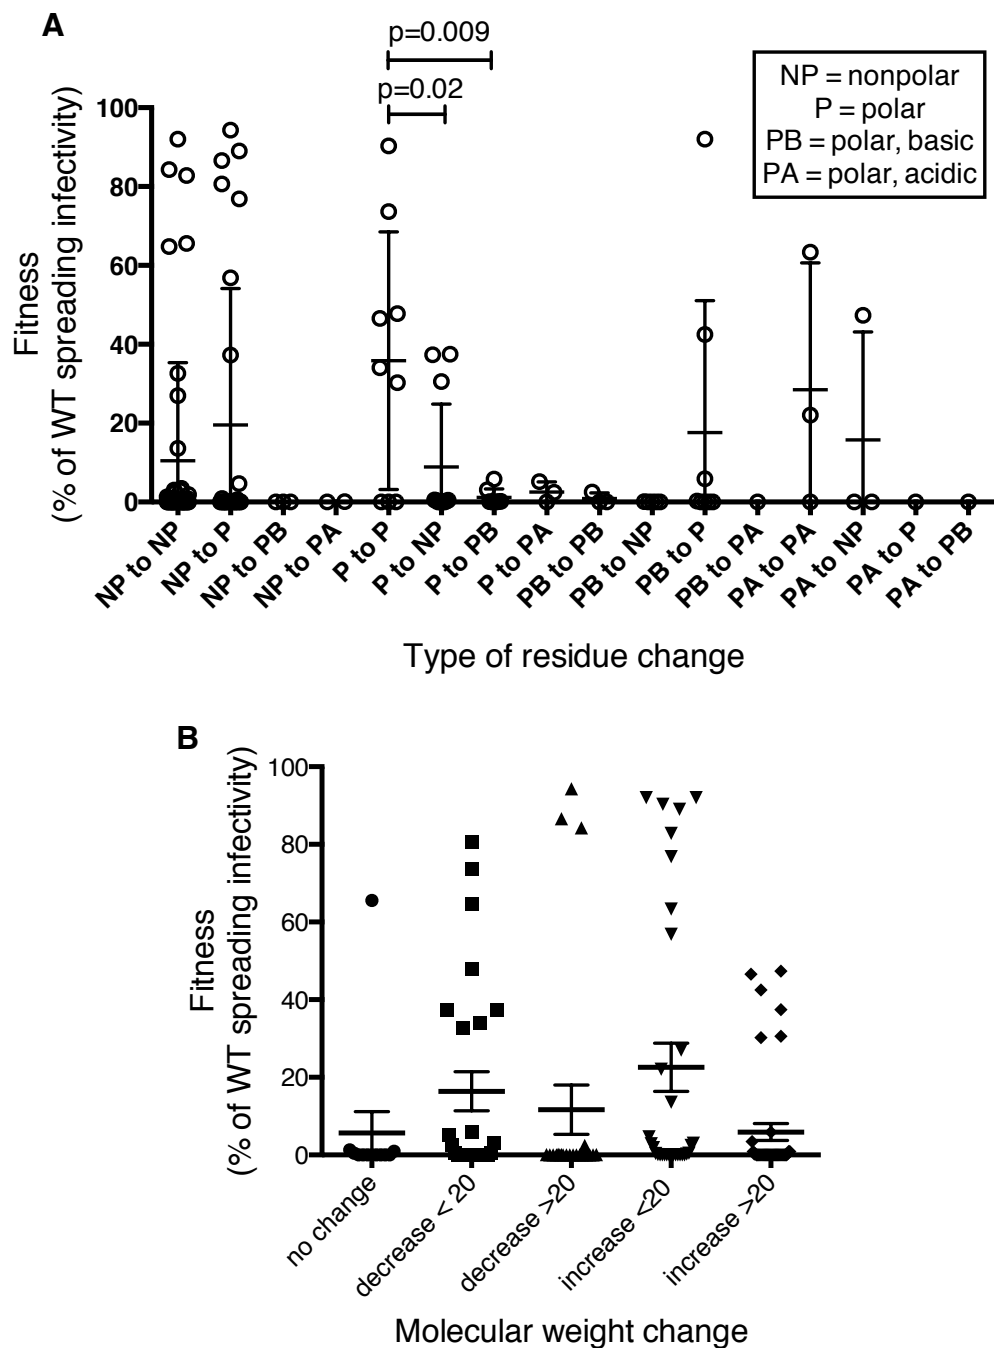 A
p=0.009
p=0.02
NP = nonpolar
P = polar
PB = polar, basic
PA = polar, acidic
Fitness
(% of WT spreading infectivity)
100
80
60
40
20
0
NP to NP
NP to P
NP to PB
NP to PA
P to P
P to NP
P to PB
P to PA
PB to PB
PB to NP
PB to P
PB to PA
PA to PA
PA to NP
PA to P
PA to PB
Type of residue change
B
Fitness
(% of WT spreading infectivity)
100
80
60
40
20
0
no change
decrease < 20
decrease >20
increase <20
increase >20
Molecular weight change